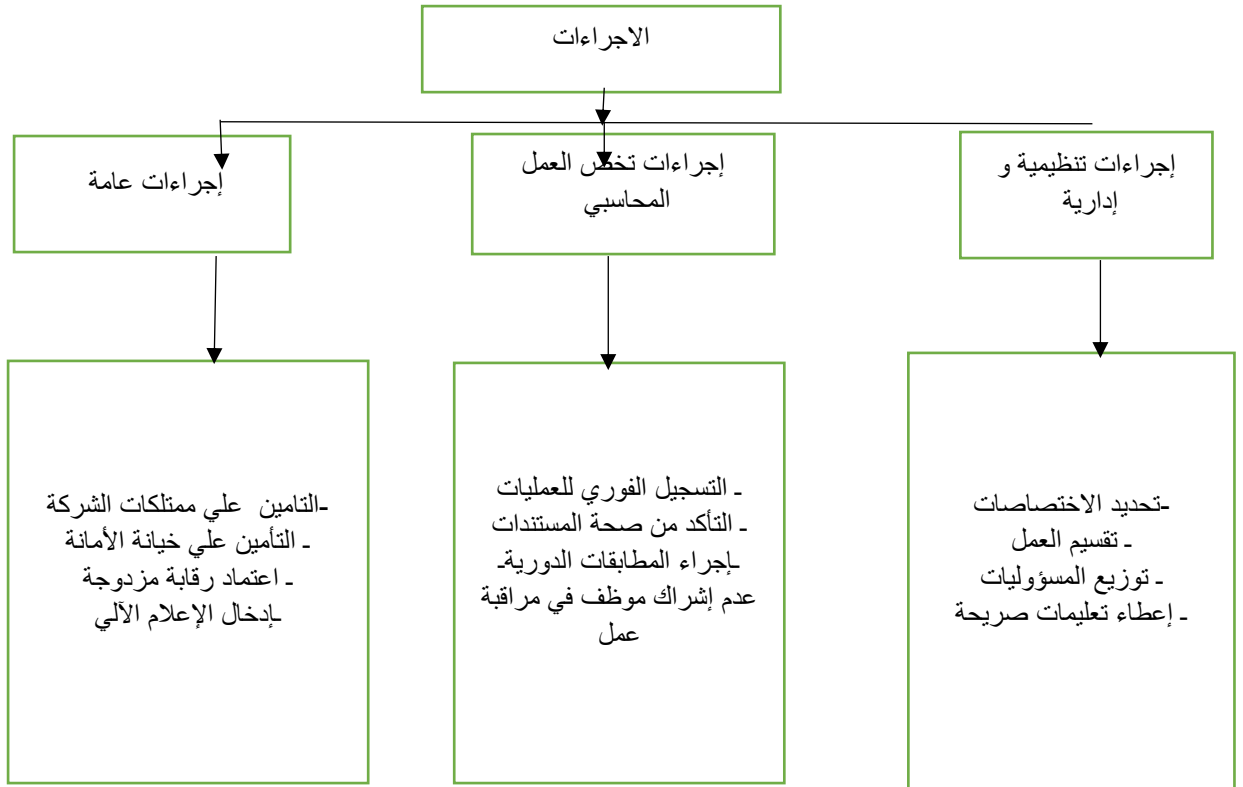 الاجراءات
إجراءات تنظيمية و
إدارية
إجراءات تخص العمل
المحاسبي
إجراءات عامة
-تحديد الاختصاصات
ـ تقسيم العمل
ـ توزيع المسؤوليات
ـ إعطاء تعليمات صريحة
ـ التسجيل الفوري للعمليات
ـ التأكد من صحة المستندات
ـإجراء المطابقات الدوريةـ
عدم إشراك موظف في مراقبة
عمل
-التامين علي ممتلكات الشركة
ـ التأمين علي خيانة الأمانة
ـ اعتماد رقابة مزدوجة
ـإدخال الإعلام الآلي